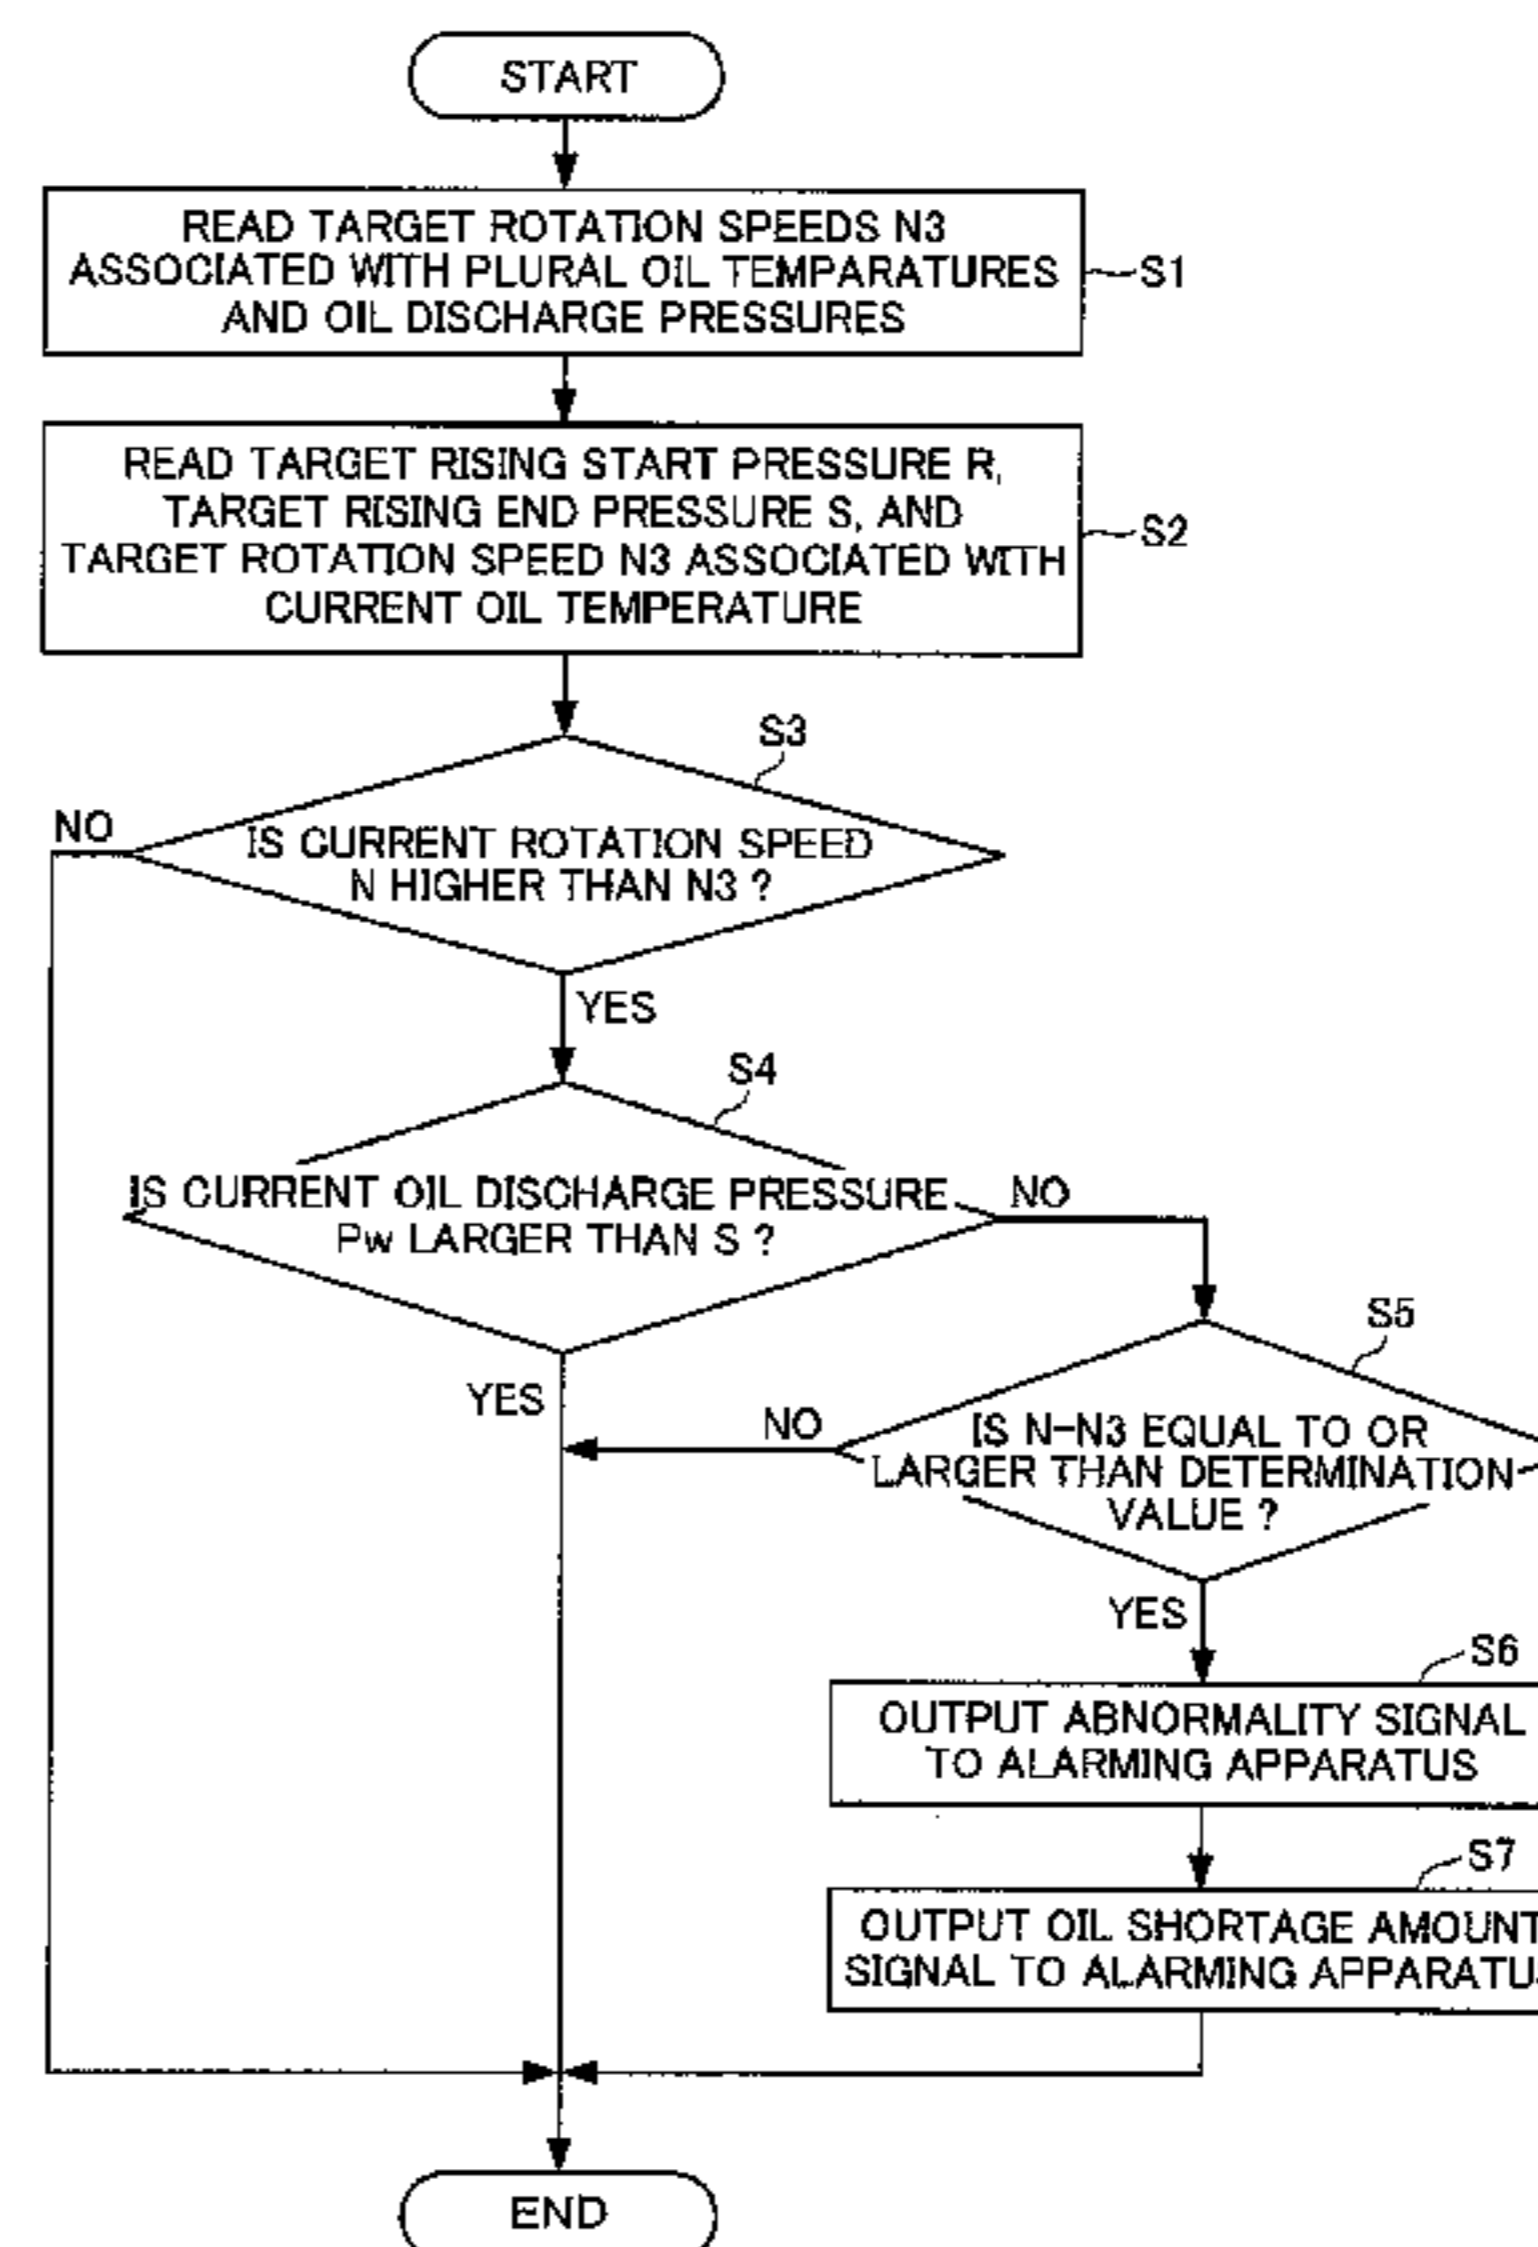 START
READ TARGET ROTATION SPEEDS N3
ASSOCIATED WITH PLURAL OIL TEMPARATURES
AND OIL DISCHARGE PRESSURES
S1
READ TARGET RISING START PRESSURE R,
TARGET RISING END PRESSURE S, AND
TARGET ROTATION SPEED N3 ASSOCIATED WITH
CURRENT OIL TEMPERATURE
S2
S3
NO
IS CURRENT ROTATION SPEED
N HIGHER THAN N3 ?
YES
S4
IS CURRENT OIL DISCHARGE PRESSURE
Pw LARGER THAN S ?
NO
YES
S5
NO
IS N-N3 EQUAL TO OR
LARGER THAN DETERMINATION
VALUE ?
YES
S6
OUTPUT ABNORMALITY SIGNAL
TO ALARMING APPARATUS
S7
OUTPUT OIL SHORTAGE AMOUNT
SIGNAL TO ALARMING APPARATU
END